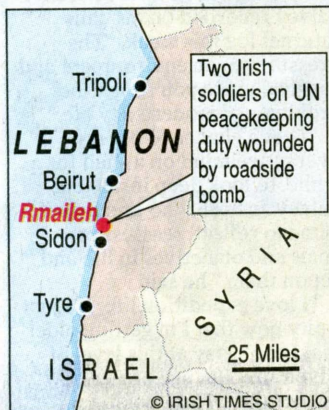 Tripoli
LEBANON
Beirut
Rmaileh
Sidon
Tyre
ISRAEL
SYRIA
Two Irish
soldiers on UN
peacekeeping
duty wounded
by roadside
bomb
25 Miles
© IRISH TIMES STUDIO